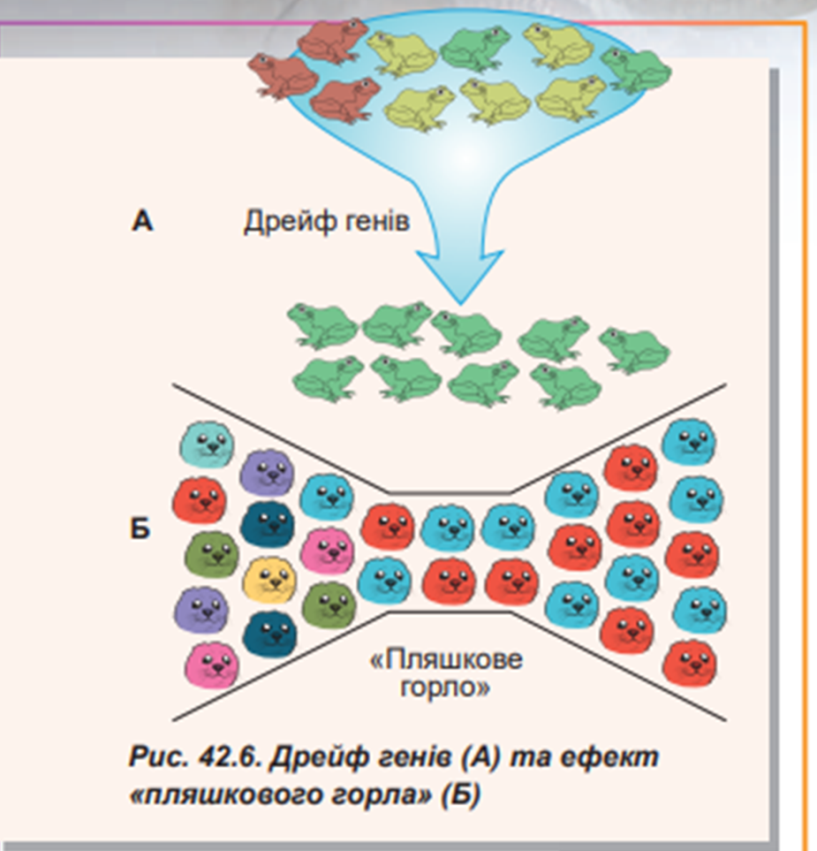 А
Дрейф генів
Б
«Пляшкове
горло»
Рис. 42.6. Дрейф генів (А) та ефект
«пляшкового горла» (Б)